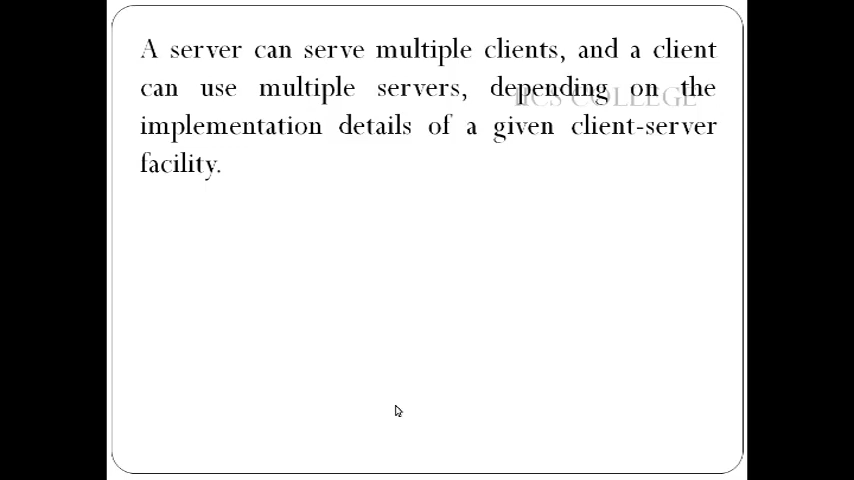 A server can serve multiple clients, and a client
can use multiple servers, depending on the
COLLEGE
implementation details of a given client-server
facility.